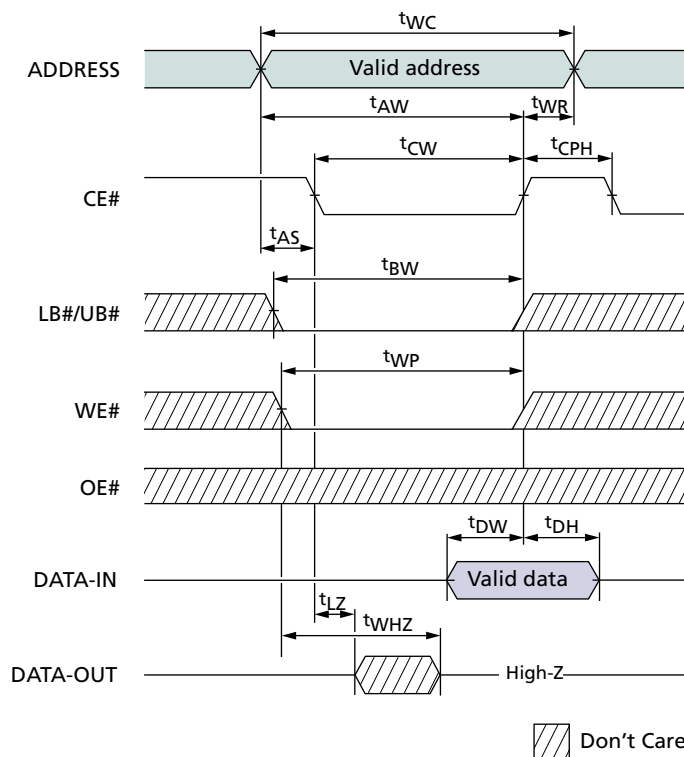 tWC
ADDRESS
Valid address
tAW
tWR
tCW
tCPH
CE#
tAS
tBW
LB#/UB#
tWP
WE#
OE#
tDW
tDH
DATA-IN
Valid data
tLZ
tWHZ
DATA-OUT
High-Z
Don't Care